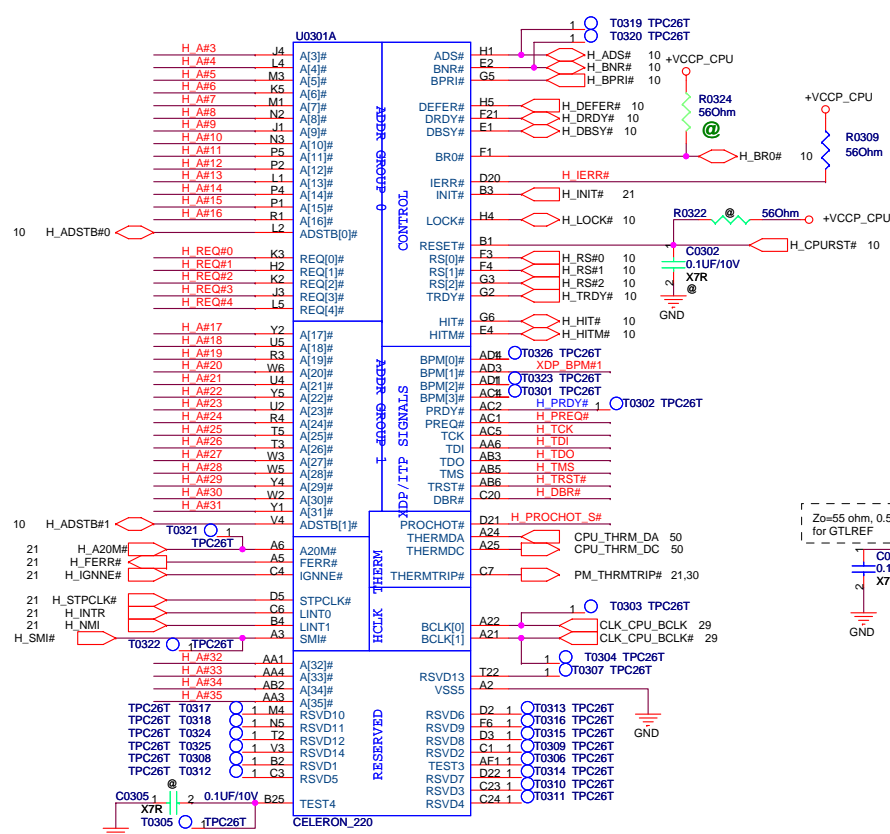 U0301A
1 T0319 TPC26T
1 T0320 TPC26T
H_A#3 J4 A[3]# ADS# H1 H_ADS# 10
H_A#4 L4 A[4]# BNR# E2 H_BNR# 10 +VCCP_CPU
H_A#5 M3 A[5]# BPRI# G5 H_BPRI# 10
H_A#6 K5 A[6]#
H_A#7 M1 A[7]# DEFER# H5 H_DEFER# 10 R0324 +VCCP_CPU
H_A#8 N2 A[8]# DRDY# F21 H_DRDY# 10 56Ohm
H_A#9 J1 A[9]# DBSY# E1 H_DBSY# 10 @
H_A#10 N3 A[10]# R0309
H_A#11 P5 A[11]# BR0# F1 H_BR0# 10 56Ohm
H_A#12 P2 A[12]#
H_A#13 L1 A[13]# IERR# D20 H_IERR#
H_A#14 P4 A[14]# INIT# B3 H_INIT# 21
H_A#15 P1 A[15]#
H_A#16 R1 A[16]# LOCK# H4 H_LOCK# 10 R0322 @ 56Ohm +VCCP_CPU
10 H_ADSTB#0 L2 ADSTB[0]#
RESET# B1 H_CPURST# 10
H_REQ#0 K3 REQ[0]# RS[0]# F3 H_RS#0 10 1 C0302
H_REQ#1 H2 REQ[1]# RS[1]# F4 H_RS#1 10 0.1UF/10V
H_REQ#2 K2 REQ[2]# RS[2]# G3 H_RS#2 10 X7R
H_REQ#3 J3 REQ[3]# TRDY# G2 H_TRDY# 10 2 @
H_REQ#4 L5 REQ[4]# GND
HIT# G6 H_HIT# 10
HITM# E4 H_HITM# 10
ADDR GROUP 0
CONTROL
H_A#17 Y2 A[17]#
H_A#18 U5 A[18]# BPM[0]# AD4 1 T0326 TPC26T
H_A#19 R3 A[19]# BPM[1]# AD3 XDP_BPM#1
H_A#20 W6 A[20]# BPM[2]# AD1 1 T0323 TPC26T
H_A#21 U4 A[21]# BPM[3]# AC4 1 T0301 TPC26T
H_A#22 Y5 A[22]# PRDY# AC2 H_PRDY# 1 T0302 TPC26T
H_A#23 U2 A[23]# PREQ# AC1 H_PREQ#
H_A#24 R4 A[24]# TCK AC5 H_TCK
H_A#25 T5 A[25]# TDI AA6 H_TDI
H_A#26 T3 A[26]# TDO AB3 H_TDO
H_A#27 W3 A[27]# TMS AB5 H_TMS
H_A#28 W5 A[28]# TRST# AB6 H_TRST#
H_A#29 Y4 A[29]# DBR# C20 H_DBR#
H_A#30 W2 A[30]#
H_A#31 Y1 A[31]#
10 H_ADSTB#1 V4 ADSTB[1]# PROCHOT# D21 H_PROCHOT_S#
ADDR GROUP 1
XDP/ITP SIGNALS
Zo=55 ohm, 0.5
for GTLREF
T0321 1
TPC26T THERMDA A24 CPU_THRM_DA 50
21 H_A20M# A6 A20M# THERMDC A25 CPU_THRM_DC 50
21 H_FERR# A5 FERR#
21 H_IGNNE# C4 IGNNE# THERMTRIP# C7 PM_THRMTRIP# 21,30
THERM
C0
0.1
X7
1
2
GND
21 H_STPCLK# D5 STPCLK# 1 T0303 TPC26T
21 H_INTR C6 LINT0 BCLK[0] A22 CLK_CPU_BCLK 29
21 H_NMI B4 LINT1 BCLK[1] A21 CLK_CPU_BCLK# 29
H_SMI# A3 SMI#
T0322 1 TPC26T
HCLK
1 T0304 TPC26T
H_A#32 AA1 A[32]# 1 T0307 TPC26T
H_A#33 AA4 A[33]# RSVD13 T22
H_A#34 AB2 A[34]# VSS5 A2
H_A#35 AA3 A[35]# GND
TPC26T T0317 1 M4 RSVD10 RSVD6 D2 1 T0313 TPC26T
TPC26T T0318 1 N5 RSVD11 RSVD9 F6 1 T0316 TPC26T
TPC26T T0324 1 T2 RSVD12 RSVD8 D3 1 T0315 TPC26T
TPC26T T0325 1 V3 RSVD14 RSVD2 C1 1 T0309 TPC26T
TPC26T T0308 1 B2 RSVD1 TEST3 AF1 1 T0306 TPC26T
TPC26T T0312 1 C3 RSVD5 RSVD7 D22 1 T0314 TPC26T
RSVD3 C23 1 T0310 TPC26T
RSVD4 C24 1 T0311 TPC26T
RESERVED
@
C0305 1 2 0.1UF/10V B25 TEST4
X7R
T0305 1 TPC26T
CELERON_220